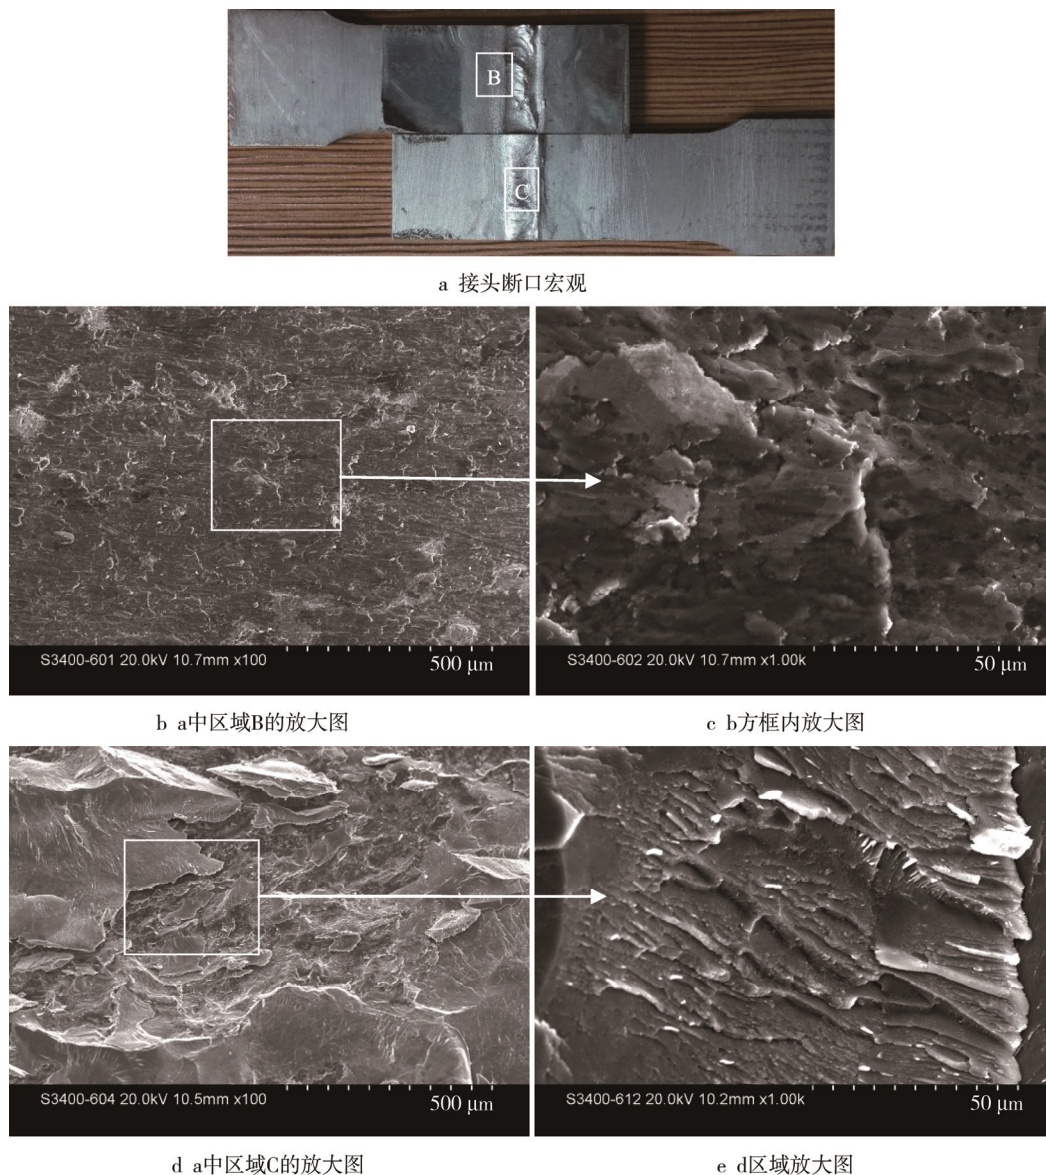 B
C
a 接头断口宏观
S3400-601 20.0kV 10.7mm x100
500 μm
S3400-602 20.0kV 10.7mm x1.00k
50 μm
b a中区域B的放大图
c b方框内放大图
S3400-604 20.0kV 10.5mm x100
500 μm
S3400-612 20.0kV 10.2mm x1.00k
50 μm
d a中区域C的放大图
e d区域放大图